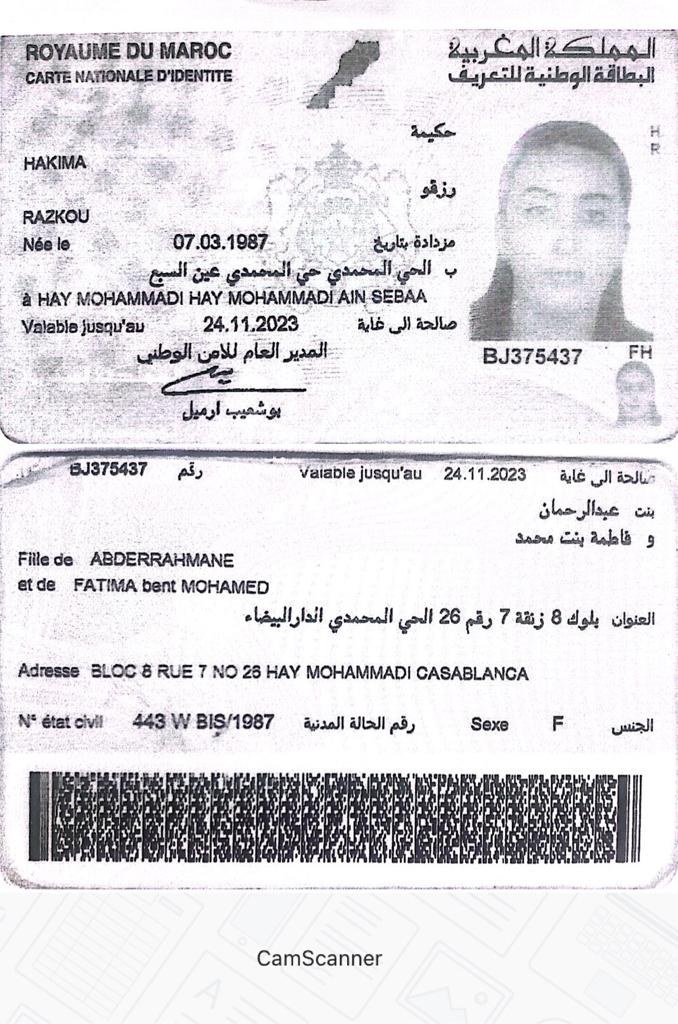 ROYAUME DU MAROC
المملكة المغربية
CARTE NATIONALE D'IDENTITE
البطاقة الوطنية للتعريف
حكيمة
HAKIMA
رزقو
RAZKOU
Née le 07.03.1987 مزدادة بتاريخ
ب الحي المحمدي حي المحمدي عين السبع
à HAY MOHAMMADI HAY MOHAMMADI AIN SEBAA
Valable jusqu'au 24.11.2023 صالحة الى غاية
المدير العام للامن الوطني
بوشعيب ارميل
H
R
BJ375437
FH
BJ375437 رقم Valable jusqu'au 24.11.2023 صالحة الى غاية
بنت عبدالرحمان
و فاطمة بنت محمد
Fille de ABDERRAHMANE
et de FATIMA bent MOHAMED
العنوان بلوك 8 زنقة 7 رقم 26 الحي المحمدي الدارالبيضاء
Adresse BLOC 8 RUE 7 NO 26 HAY MOHAMMADI CASABLANCA
N° état civil 443 W BIS/1987 رقم الحالة المدنية Sexe F الجنس
CamScanner